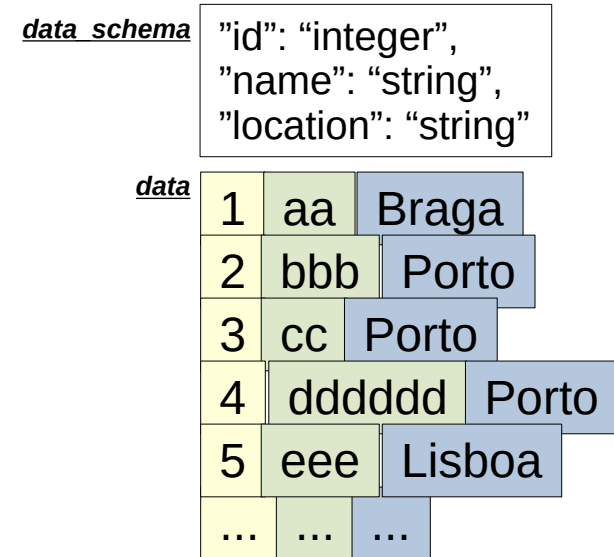 data_schema
”id”: “integer”,
”name”: “string”,
”location”: “string”
data
1 aa Braga
2 bbb Porto
3 cc Porto
4 dddddd Porto
5 eee Lisboa
... ... ...